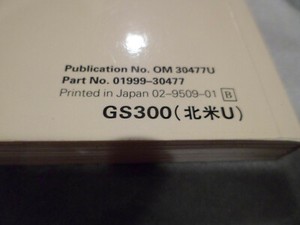 Publication No. OM 30477U
Part No. 01999-30477
Printed in Japan 02-9509-01 B
GS300(北米U)